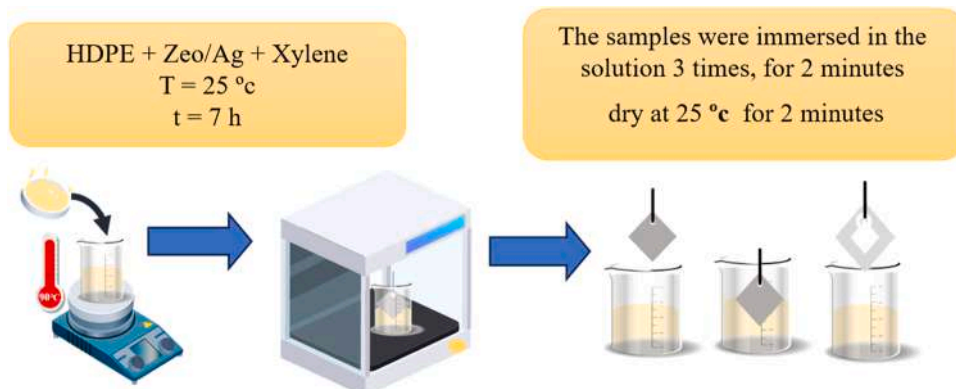 HDPE + Zeo/Ag + Xylene
T = 25 ºc
t = 7 h
The samples were immersed in the
solution 3 times, for 2 minutes
dry at 25 ºc for 2 minutes
90°C